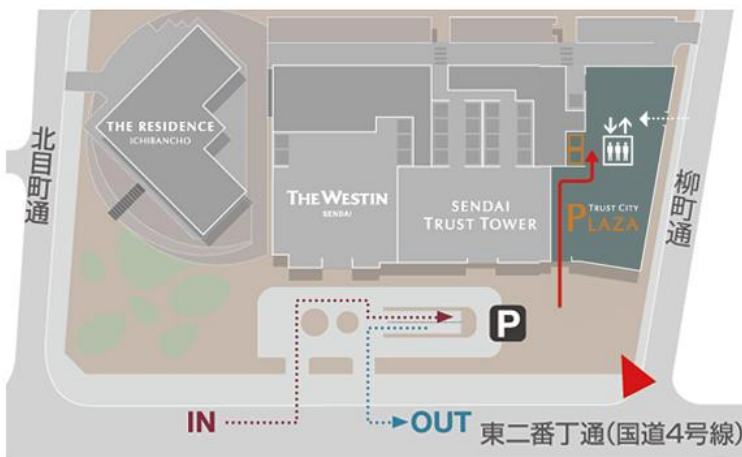 THE RESIDENCE
ICHIBANCHO
北目町通
THE WESTIN
SENDAI
SENDAI
TRUST TOWER
TRUST CITY
PLAZA
柳町通
P
IN
OUT
東二番丁通(国道4号線)